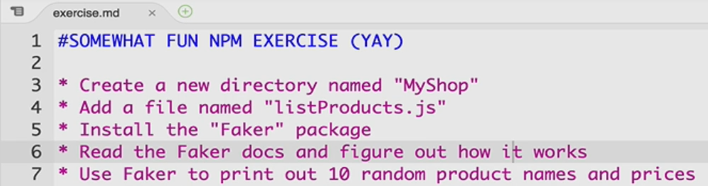 exercise.md
1 #SOMEWHAT FUN NPM EXERCISE (YAY)
2
3 * Create a new directory named "MyShop"
4 * Add a file named "listProducts.js"
5 * Install the "Faker" package
6 * Read the Faker docs and figure out how it works
7 * Use Faker to print out 10 random product names and prices